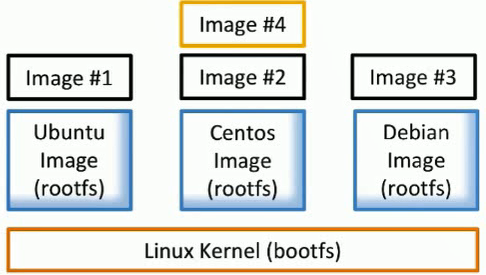 Image #4
Image #1
Image #2
Image #3
Ubuntu
Image
(rootfs)
Centos
Image
(rootfs)
Debian
Image
(rootfs)
Linux Kernel (bootfs)